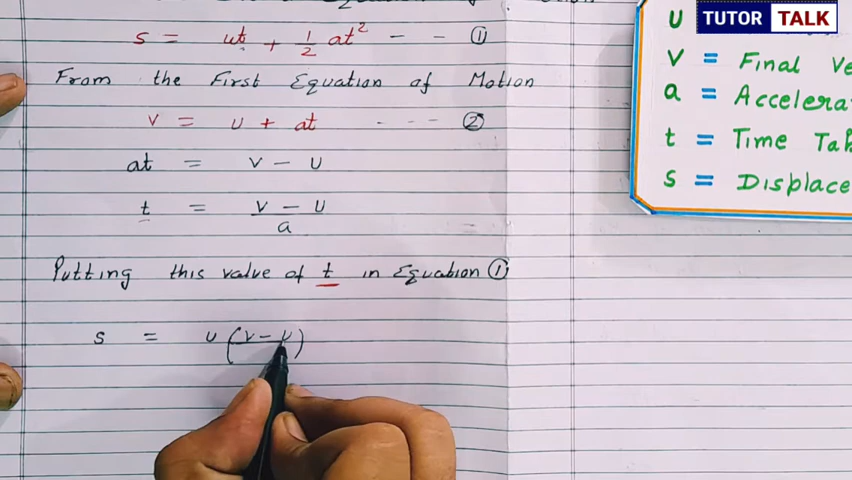 s = ut + 1/2 at² - - ①
From the First Equation of Motion
v = u + at - - - ②
at = v - u
t = v - u / a
Putting this value of t in Equation ①
s = u (v - u)
TUTOR TALK
u
v = Final Ve
a = Accelera
t = Time Tak
s = Displace